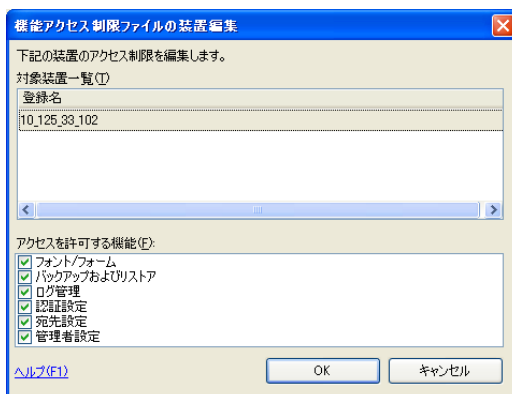 機能アクセス制限ファイルの装置編集
下記の装置のアクセス制限を編集します。
対象装置一覧(T)
登録名
10_125_33_102
アクセスを許可する機能(F):
フォント/フォーム
バックアップおよびリストア
ログ管理
認証設定
宛先設定
管理者設定
ヘルプ(F1)
OK
キャンセル